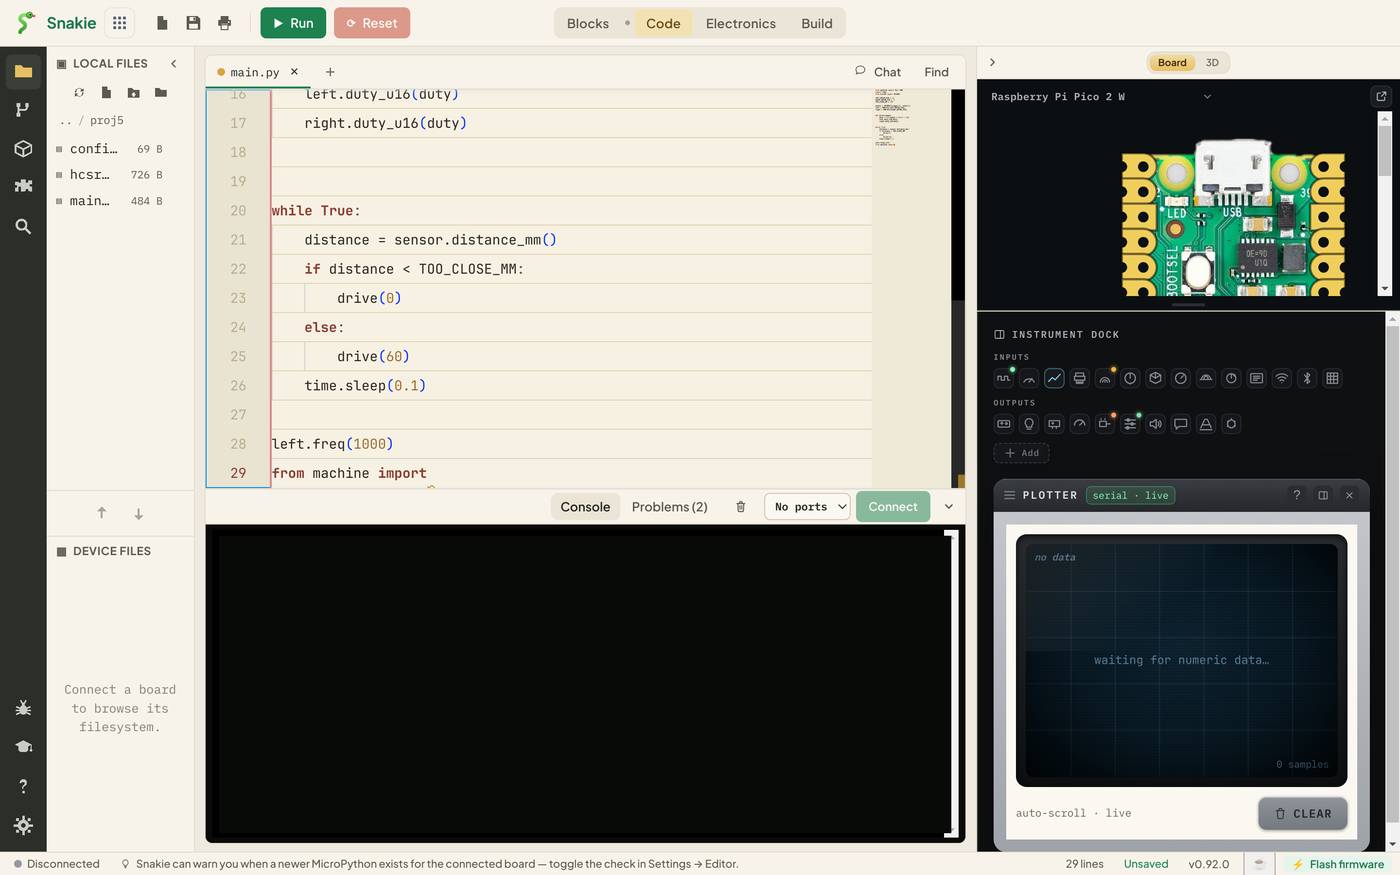 Snakie
Run
Reset
Blocks
Code
Electronics
Build
LOCAL FILES
.. / proj5
confi… 69 B
hcsr… 726 B
main… 484 B
DEVICE FILES
Connect a board
to browse its
filesystem.
main.py
Chat
Find
16 left.duty_u16(duty)
17 right.duty_u16(duty)
18
19
20 while True:
21 distance = sensor.distance_mm()
22 if distance < TOO_CLOSE_MM:
23 drive(0)
24 else:
25 drive(60)
26 time.sleep(0.1)
27
28 left.freq(1000)
29 from machine import
Console
Problems (2)
No ports
Connect
Board
3D
Raspberry Pi Pico 2 W
LED
USB
39
BOOTSEL
INSTRUMENT DOCK
INPUTS
OUTPUTS
+ Add
PLOTTER
serial · live
?
no data
waiting for numeric data…
0 samples
auto-scroll · live
CLEAR
Disconnected
Snakie can warn you when a newer MicroPython exists for the connected board — toggle the check in Settings → Editor.
29 lines
Unsaved
v0.92.0
Flash firmware